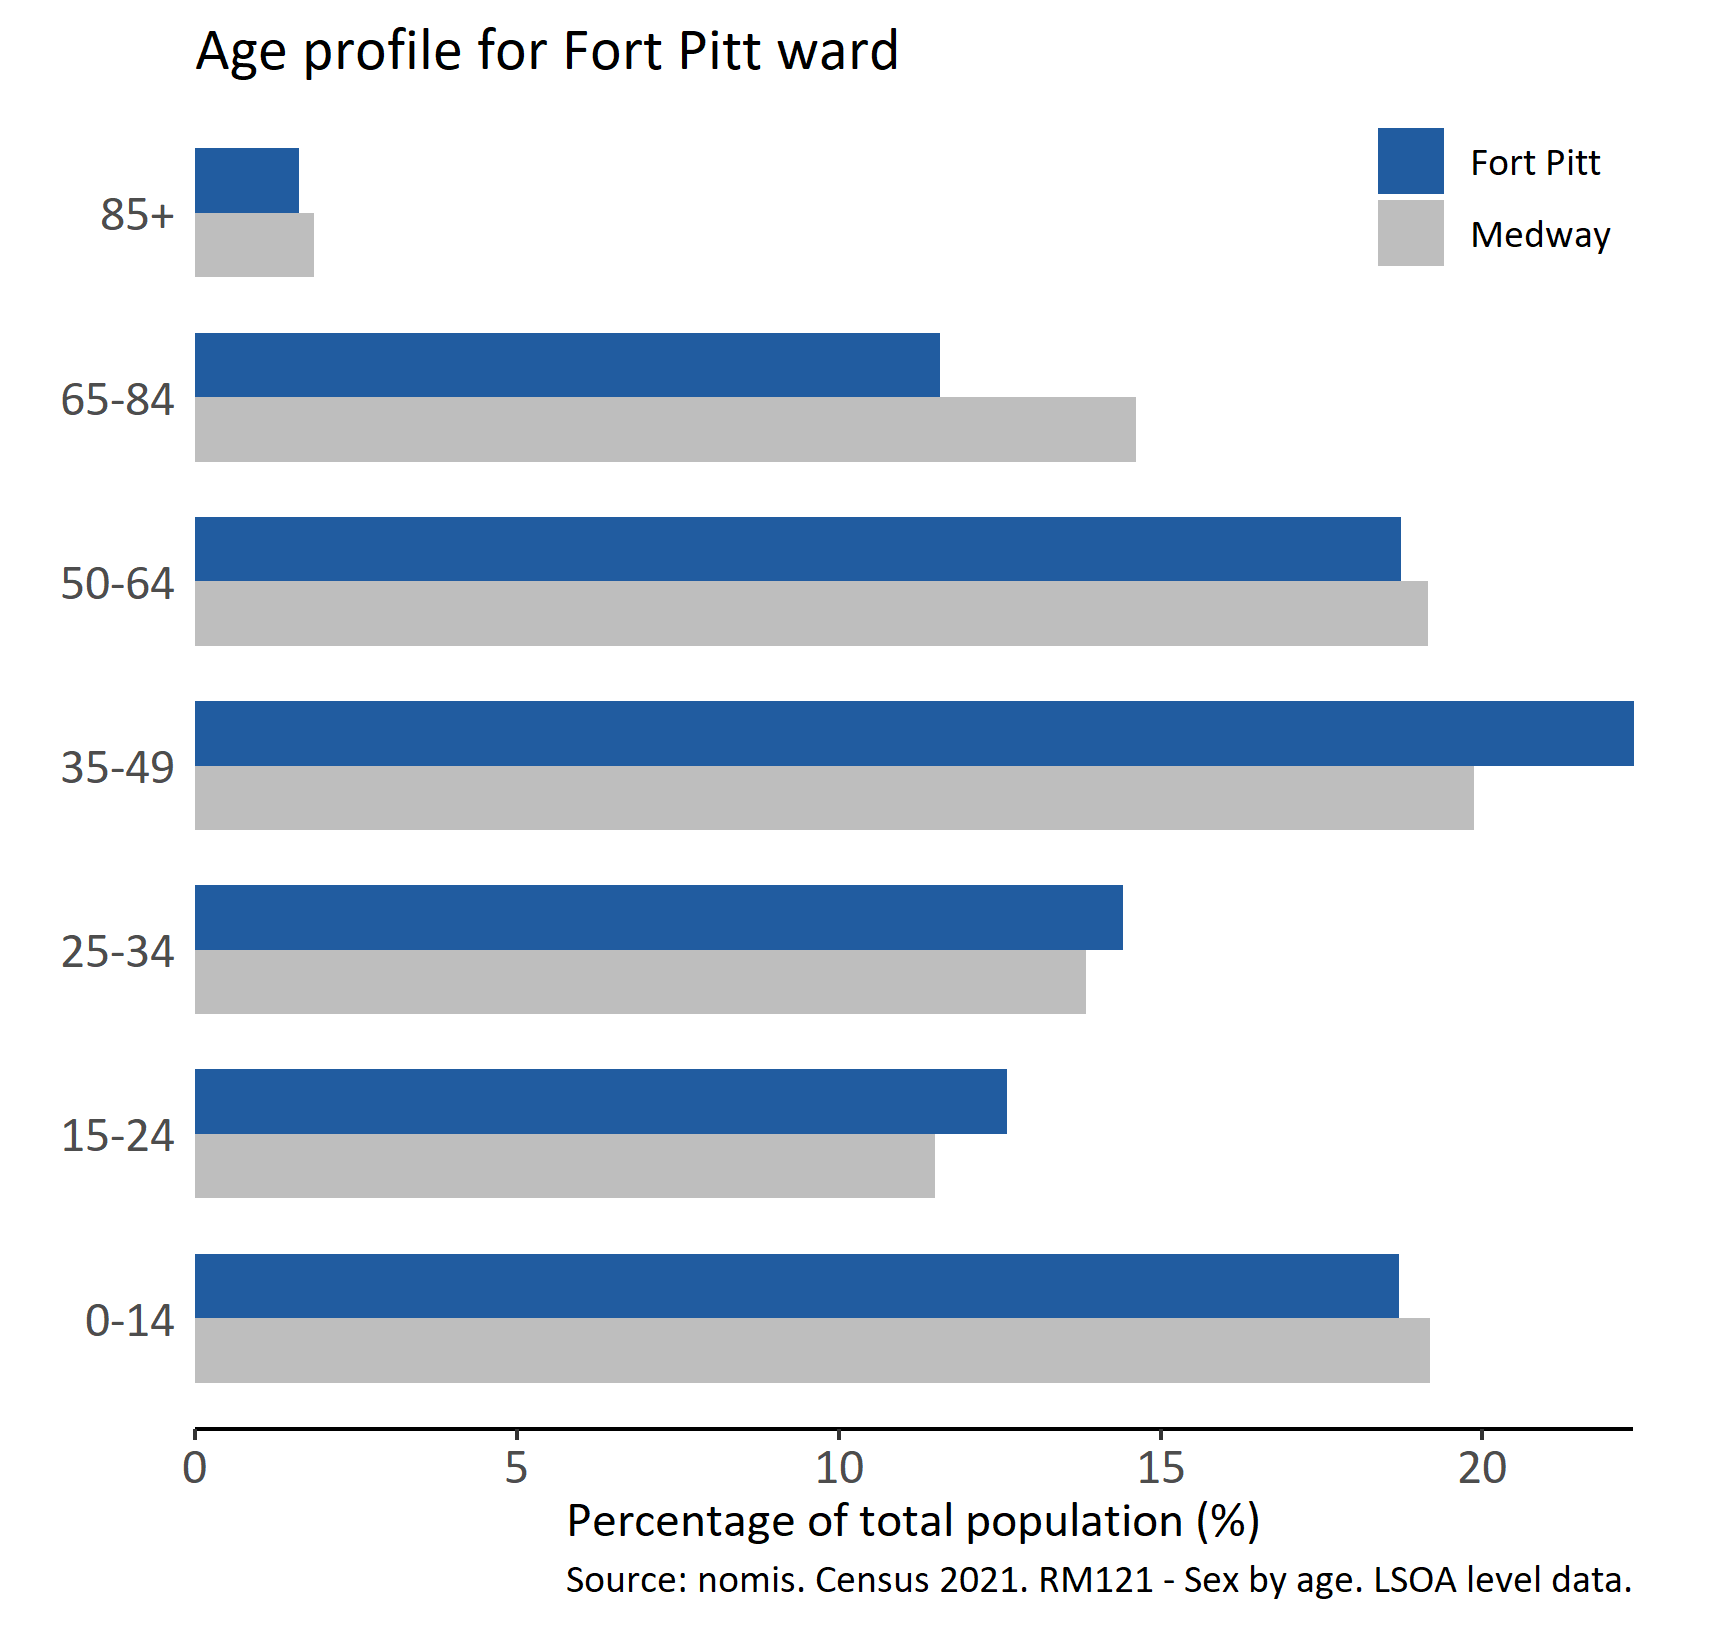 Age profile for Fort Pitt ward
Fort Pitt
Medway
85+
65-84
50-64
35-49
25-34
15-24
0-14
0 5 10 15 20
Percentage of total population (%)
Source: nomis. Census 2021. RM121 - Sex by age. LSOA level data.